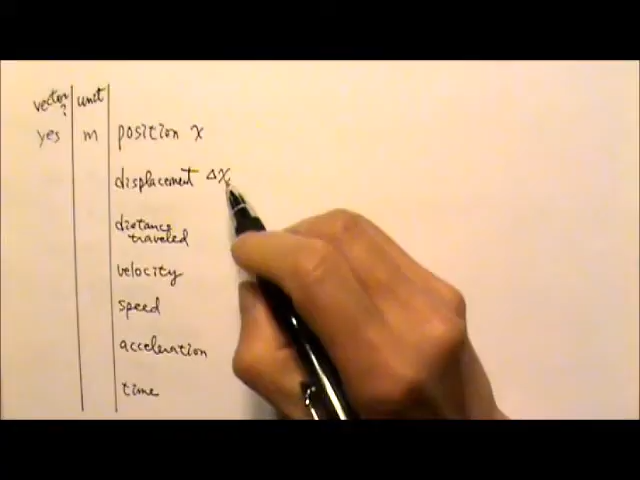 vector? unit
yes m position x
displacement Δx
distance
traveled
velocity
speed
acceleration
time